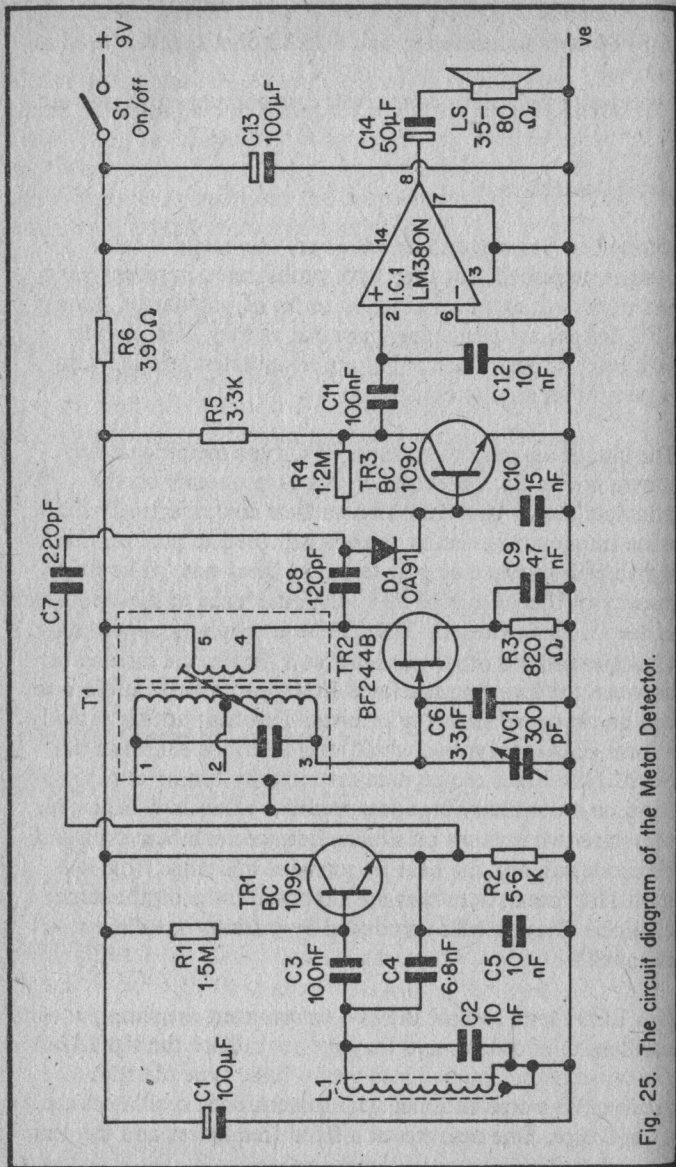 + 9V
S1
On/off
C13
100µF
C14
50µF
LS
35-
80
Ω
-
ve
8
14
7
3
+
I.C.1
LM380N
2
6
−
R6
390Ω
R5
3·3K
C11
100nF
C12
10
nF
R4
1·2M
TR3
BC
109C
C10
15
nF
C7
220pF
C8
120pF
D1
OA91
C9
47
nF
T1
5
4
1
2
3
TR2
BF244B
R3
820
Ω
C6
3·3nF
VC1
300
pF
TR1
BC
109C
R1
1·5M
C3
100nF
C4
6·8nF
R2
5·6
K
C5
10
nF
C2
10
nF
C1
100µF
L1
Fig. 25. The circuit diagram of the Metal Detector.